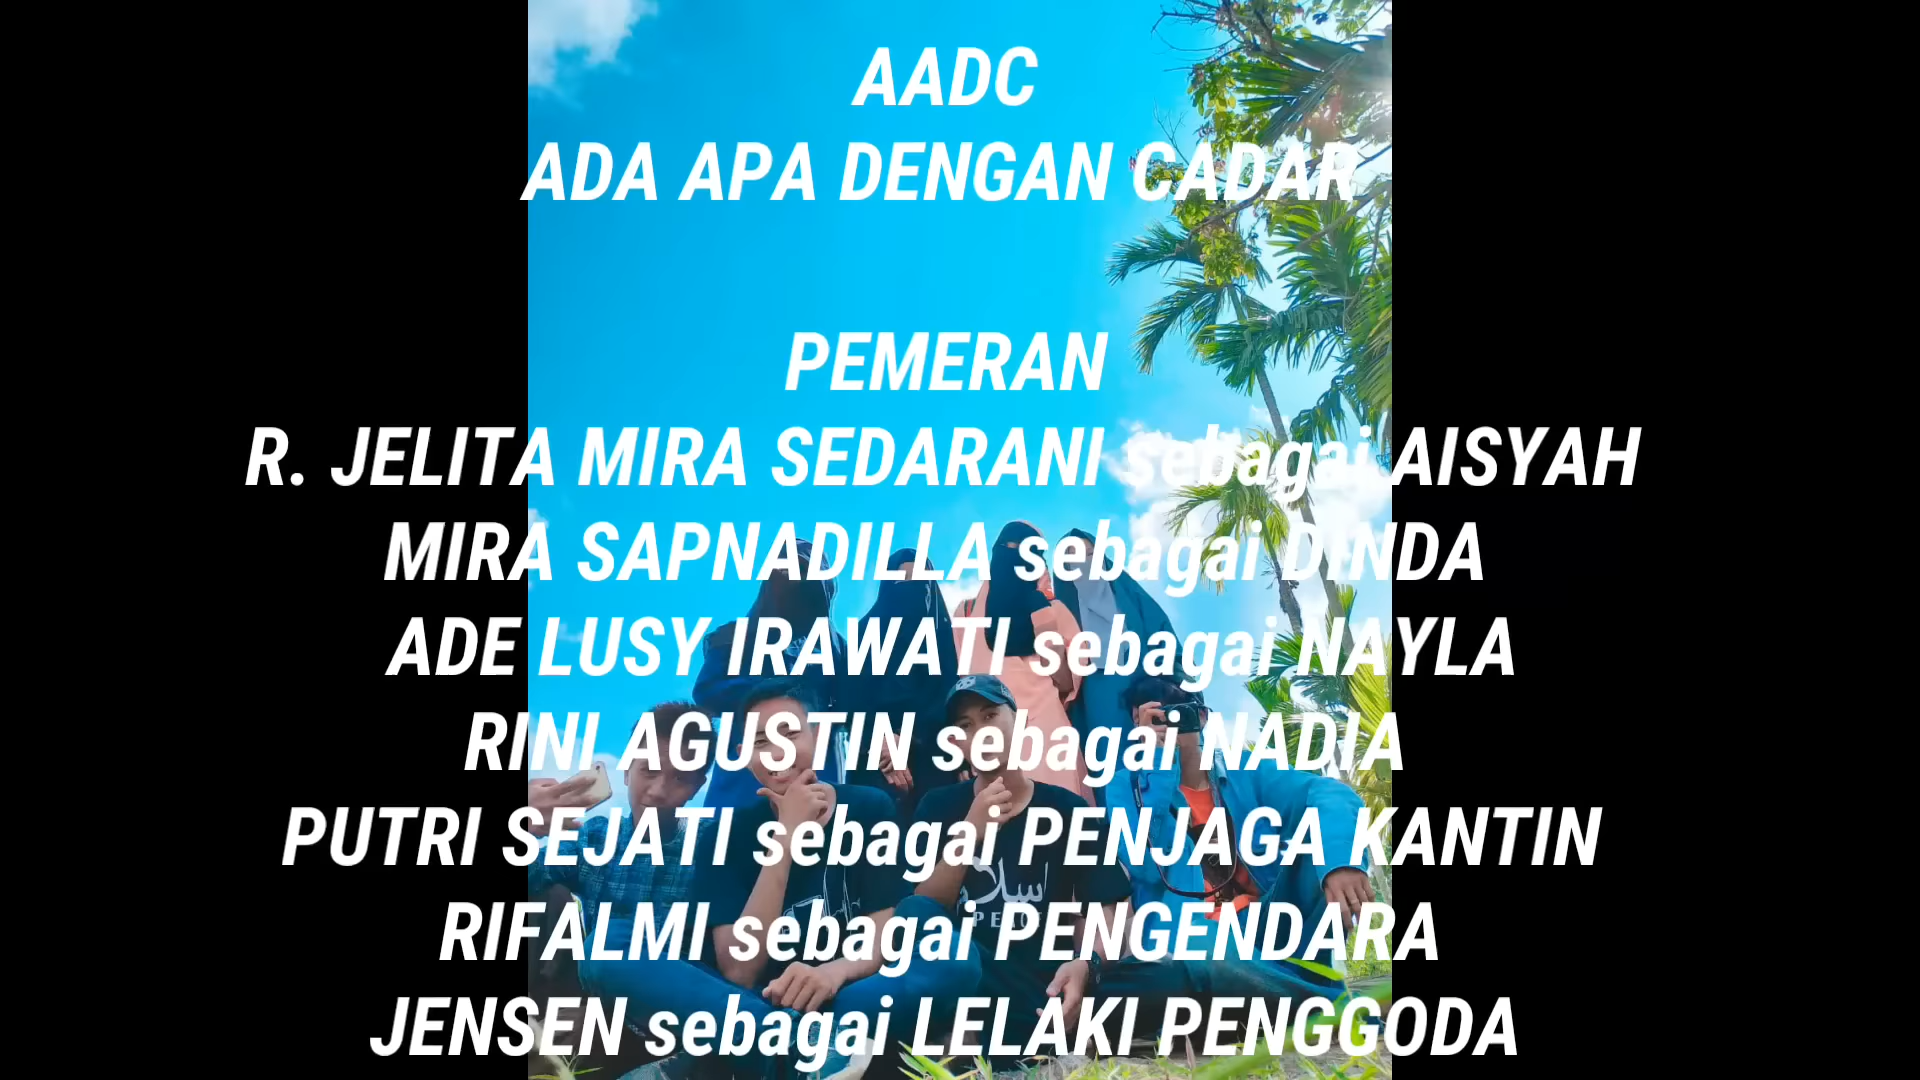 AADC
ADA APA DENGAN CADAR
PEMERAN
R. JELITA MIRA SEDARANI sebagai AISYAH
MIRA SAPNADILLA sebagai DINDA
ADE LUSY IRAWATI sebagai NAYLA
RINI AGUSTIN sebagai NADIA
PUTRI SEJATI sebagai PENJAGA KANTIN
RIFALMI sebagai PENGENDARA
JENSEN sebagai LELAKI PENGGODA